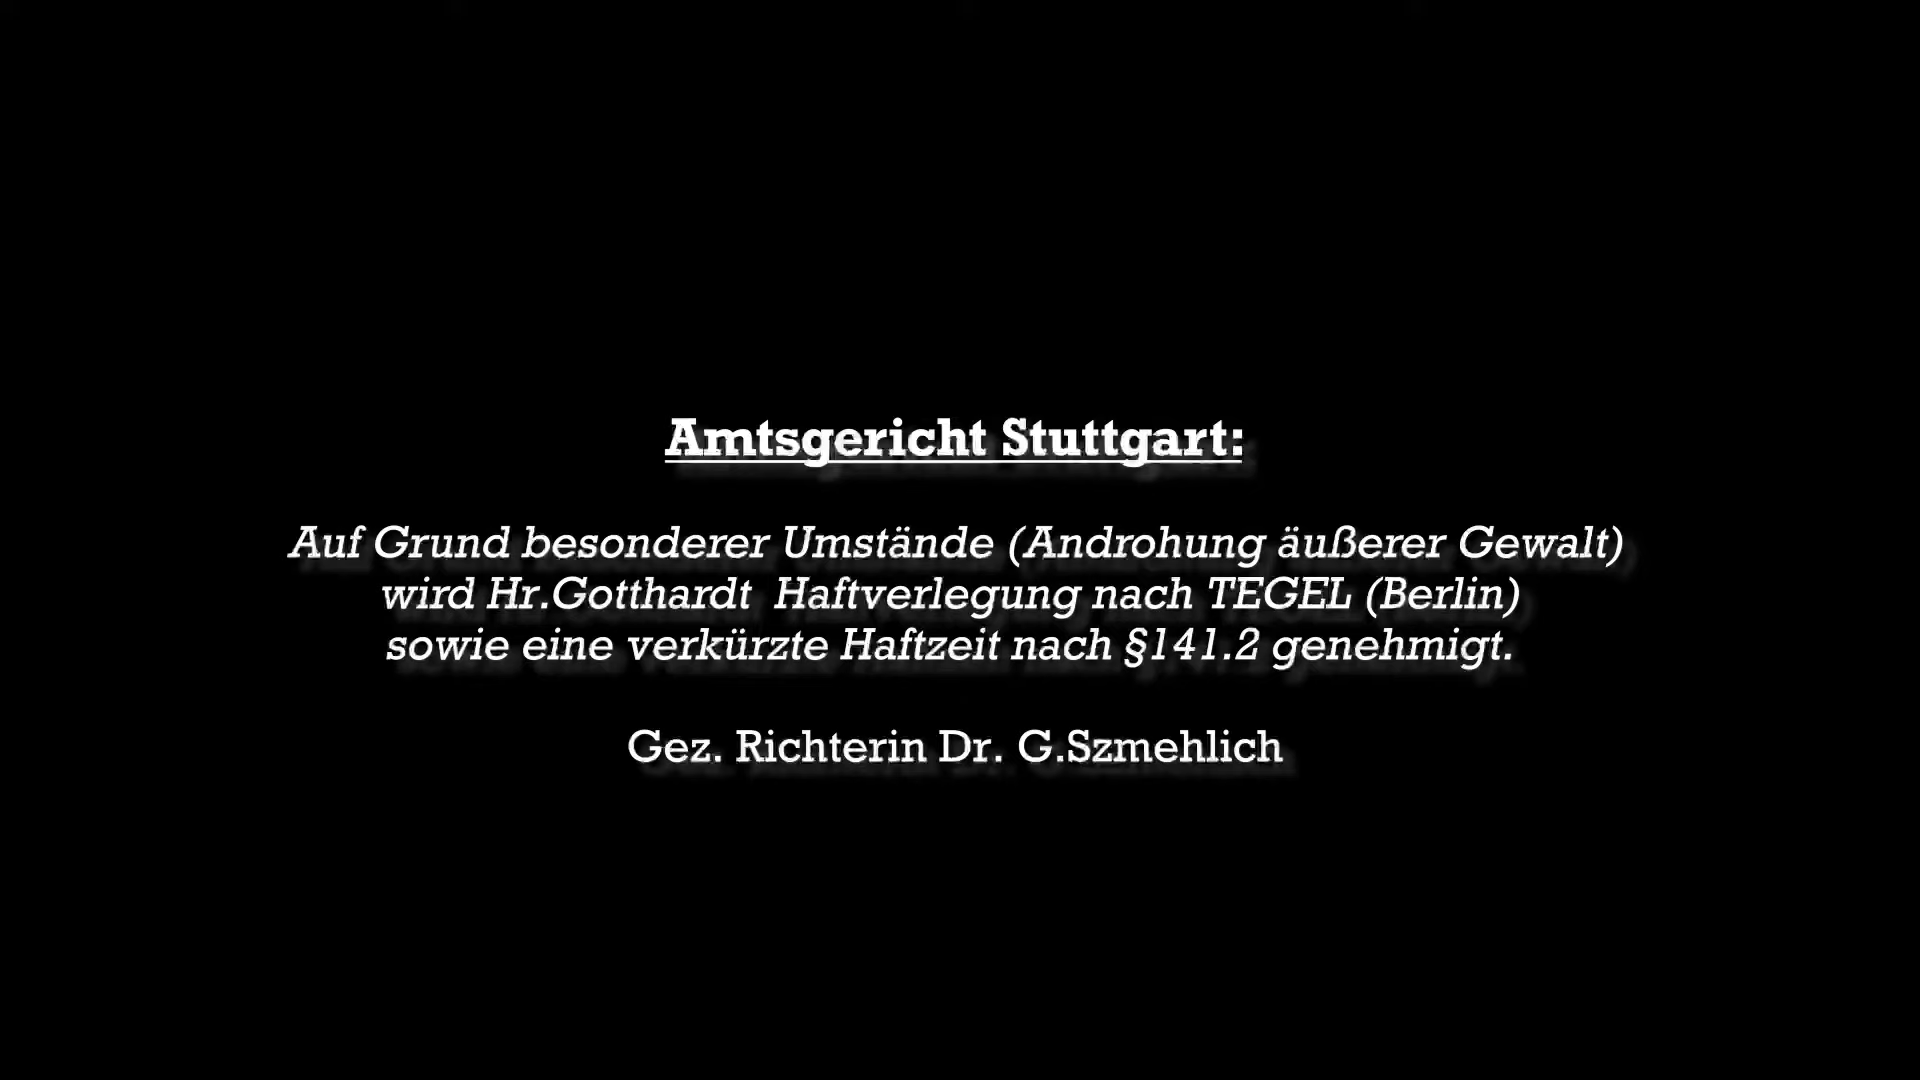 Amtsgericht Stuttgart:
Auf Grund besonderer Umstände (Androhung äußerer Gewalt)
wird Hr.Gotthardt  Haftverlegung nach TEGEL (Berlin)
sowie eine verkürzte Haftzeit nach §141.2 genehmigt.
Gez. Richterin Dr. G.Szmehlich